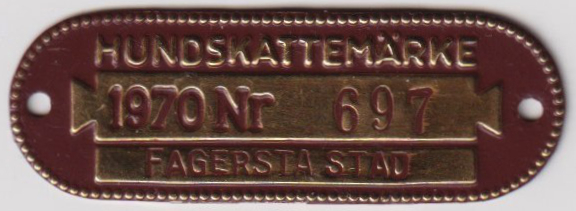 HUNDSKATTEMÄRKE
1970 Nr 697
FAGERSTA STAD